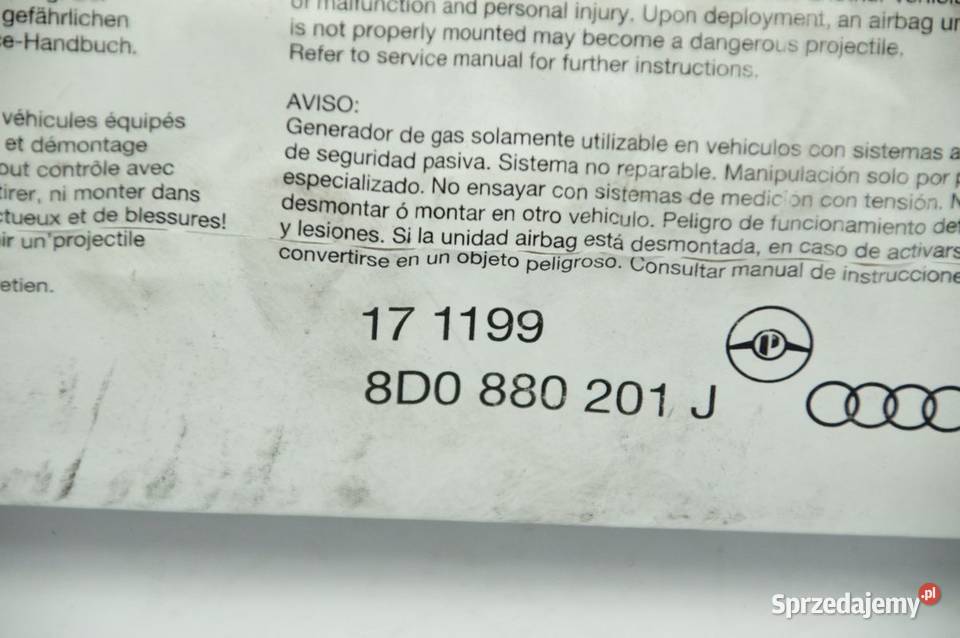 gefährlichen
e-Handbuch.
véhicules équipés
et démontage
out contrôle avec
tirer, ni monter dans
ctueux et de blessures!
ir un projectile
etien.
of malfunction and personal injury. Upon deployment, an airbag
is not properly mounted may become a dangerous projectile.
Refer to service manual for further instructions.
AVISO:
Generador de gas solamente utilizable en vehiculos con sistemas a
de seguridad pasiva. Sistema no reparable. Manipulación solo por p
especializado. No ensayar con sistemas de medición con tensión. N
desmontar ó montar en otro vehiculo. Peligro de funcionamiento def
y lesiones. Si la unidad airbag está desmontada, en caso de activars
convertirse en un objeto peligroso. Consultar manual de instruccione
17 1199
8D0 880 201 J
P
Sprzedajemy.pl